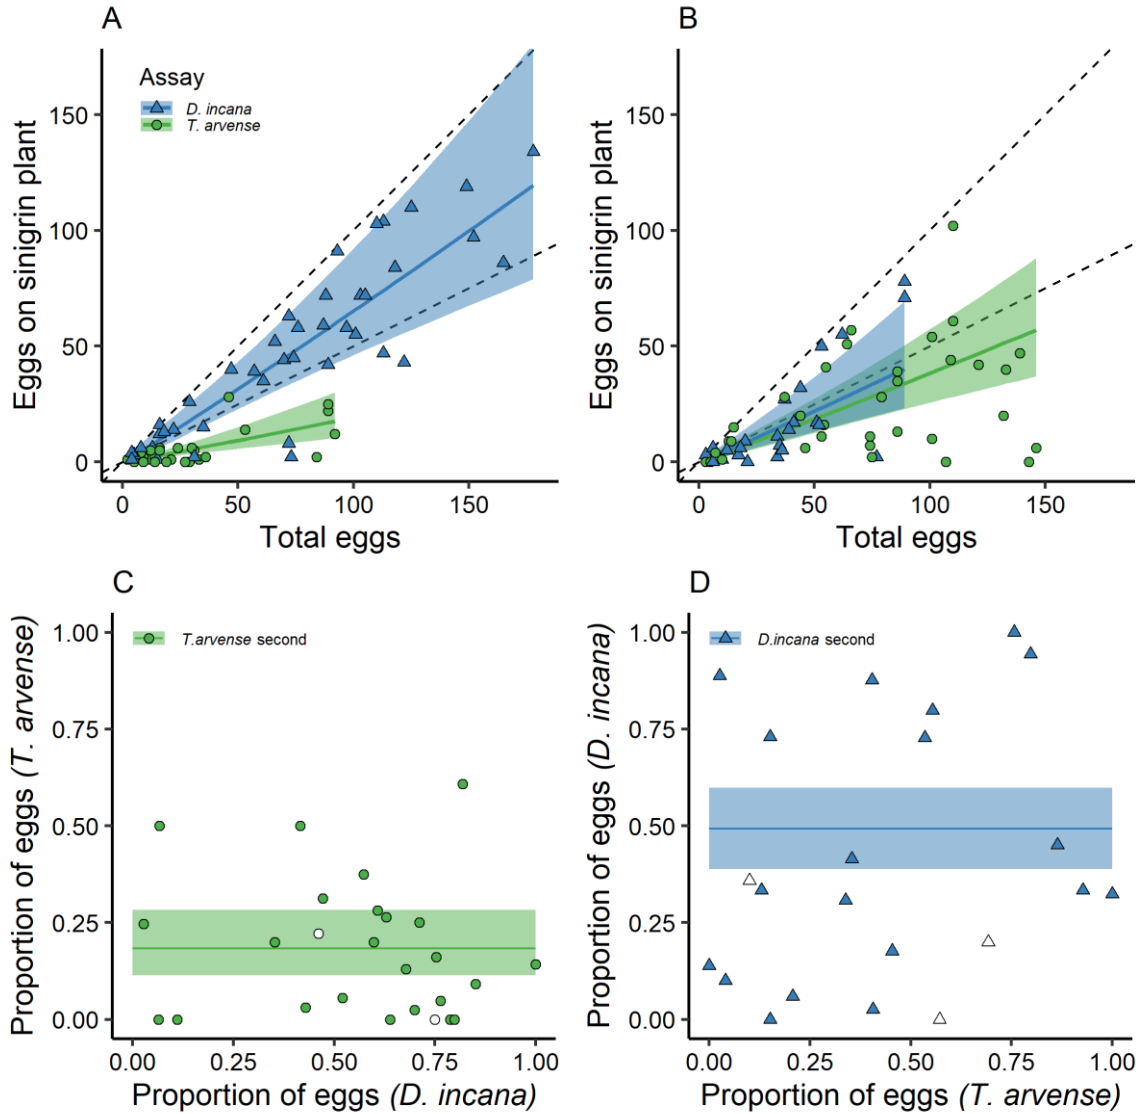 A
Assay
D. incana
T. arvense
Eggs on sinigrin plant
150
100
50
0
0 50 100 150
Total eggs
B
Eggs on sinigrin plant
150
100
50
0
0 50 100 150
Total eggs
C
T.arvense second
Proportion of eggs (T. arvense)
1.00
0.75
0.50
0.25
0.00
0.00 0.25 0.50 0.75 1.00
Proportion of eggs (D. incana)
D
D.incana second
Proportion of eggs (D. incana)
1.00
0.75
0.50
0.25
0.00
0.00 0.25 0.50 0.75 1.00
Proportion of eggs (T. arvense)